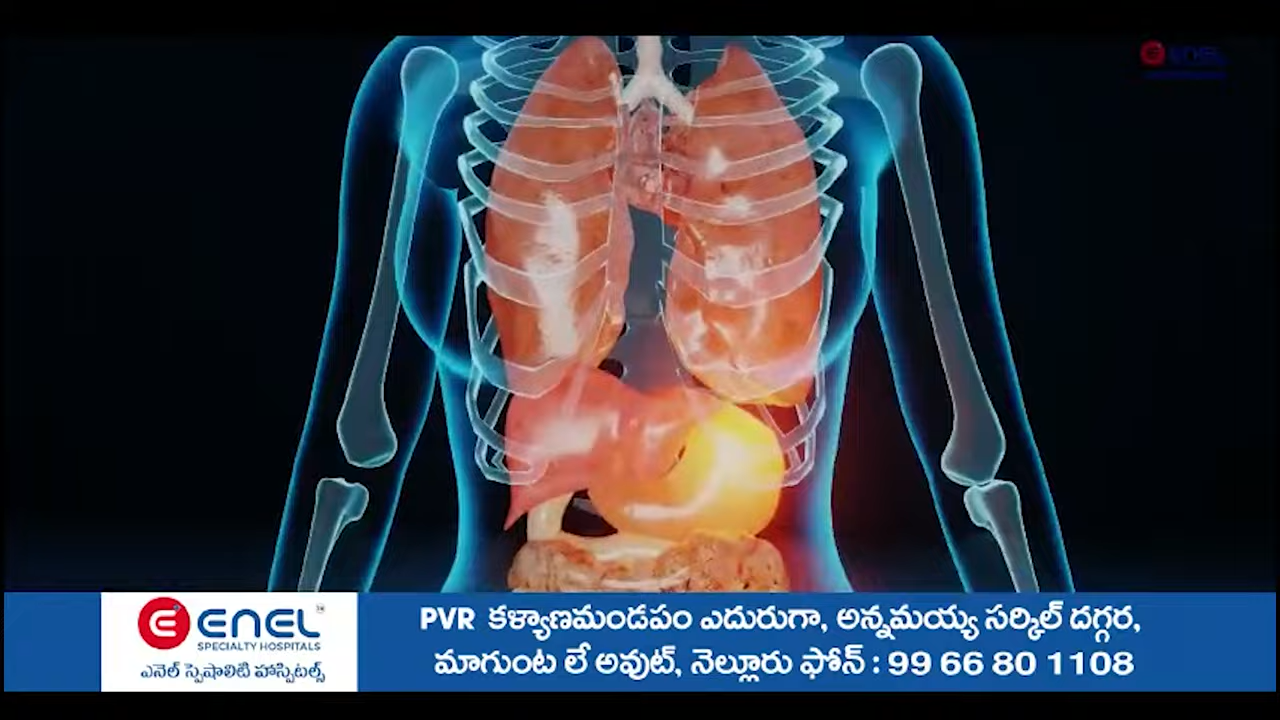 ENEL
ENEL
SPECIALTY HOSPITALS
ఎనెల్ స్పెషాలిటి హాస్పిటల్స్
PVR కళ్యాణమండపం ఎదురుగా, అన్నమయ్య సర్కిల్ దగ్గర,
మాగుంట లే అవుట్, నెల్లూరు ఫోన్ : 99 66 80 1108